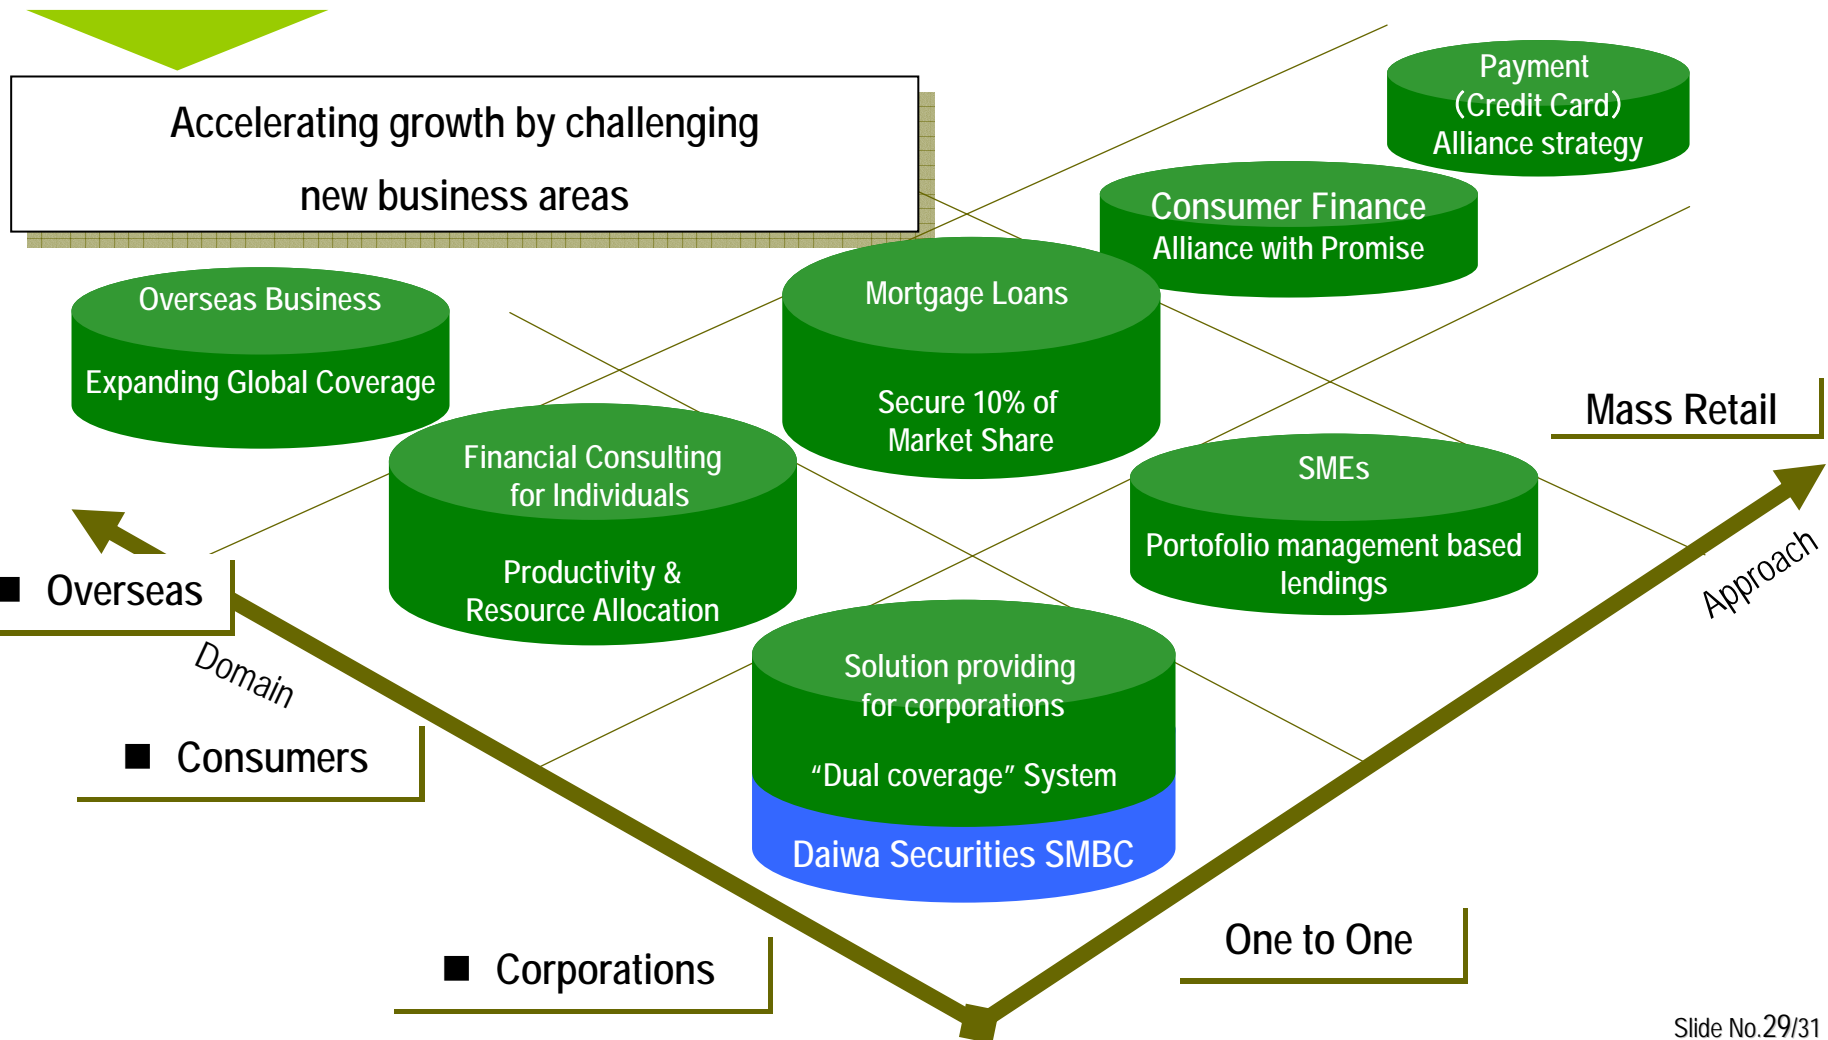 Accelerating growth by challenging
new business areas
Payment
(Credit Card)
Alliance strategy
Consumer Finance
Alliance with Promise
Overseas Business
Expanding Global Coverage
Mortgage Loans
Secure 10% of
Market Share
Mass Retail
Financial Consulting
for Individuals
Productivity &
Resource Allocation
SMEs
Portofolio management based
lendings
Approach
■ Overseas
Domain
Solution providing
for corporations
“Dual coverage” System
Daiwa Securities SMBC
■ Consumers
One to One
■ Corporations
Slide No.29/31